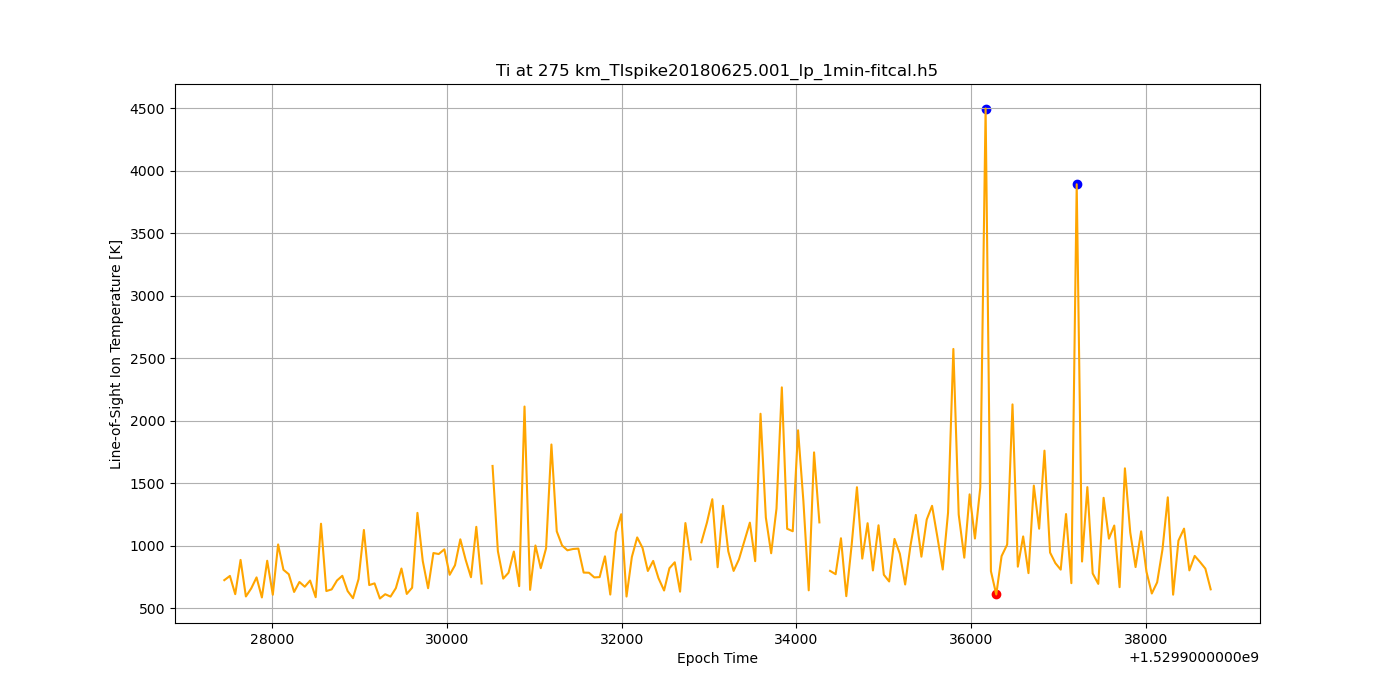 Ti at 275 km_TIspike20180625.001_lp_1min-fitcal.h5
Line-of-Sight Ion Temperature [K]
4500
4000
3500
3000
2500
2000
1500
1000
500
28000 30000 32000 34000 36000 38000
Epoch Time
+1.5299000000e9